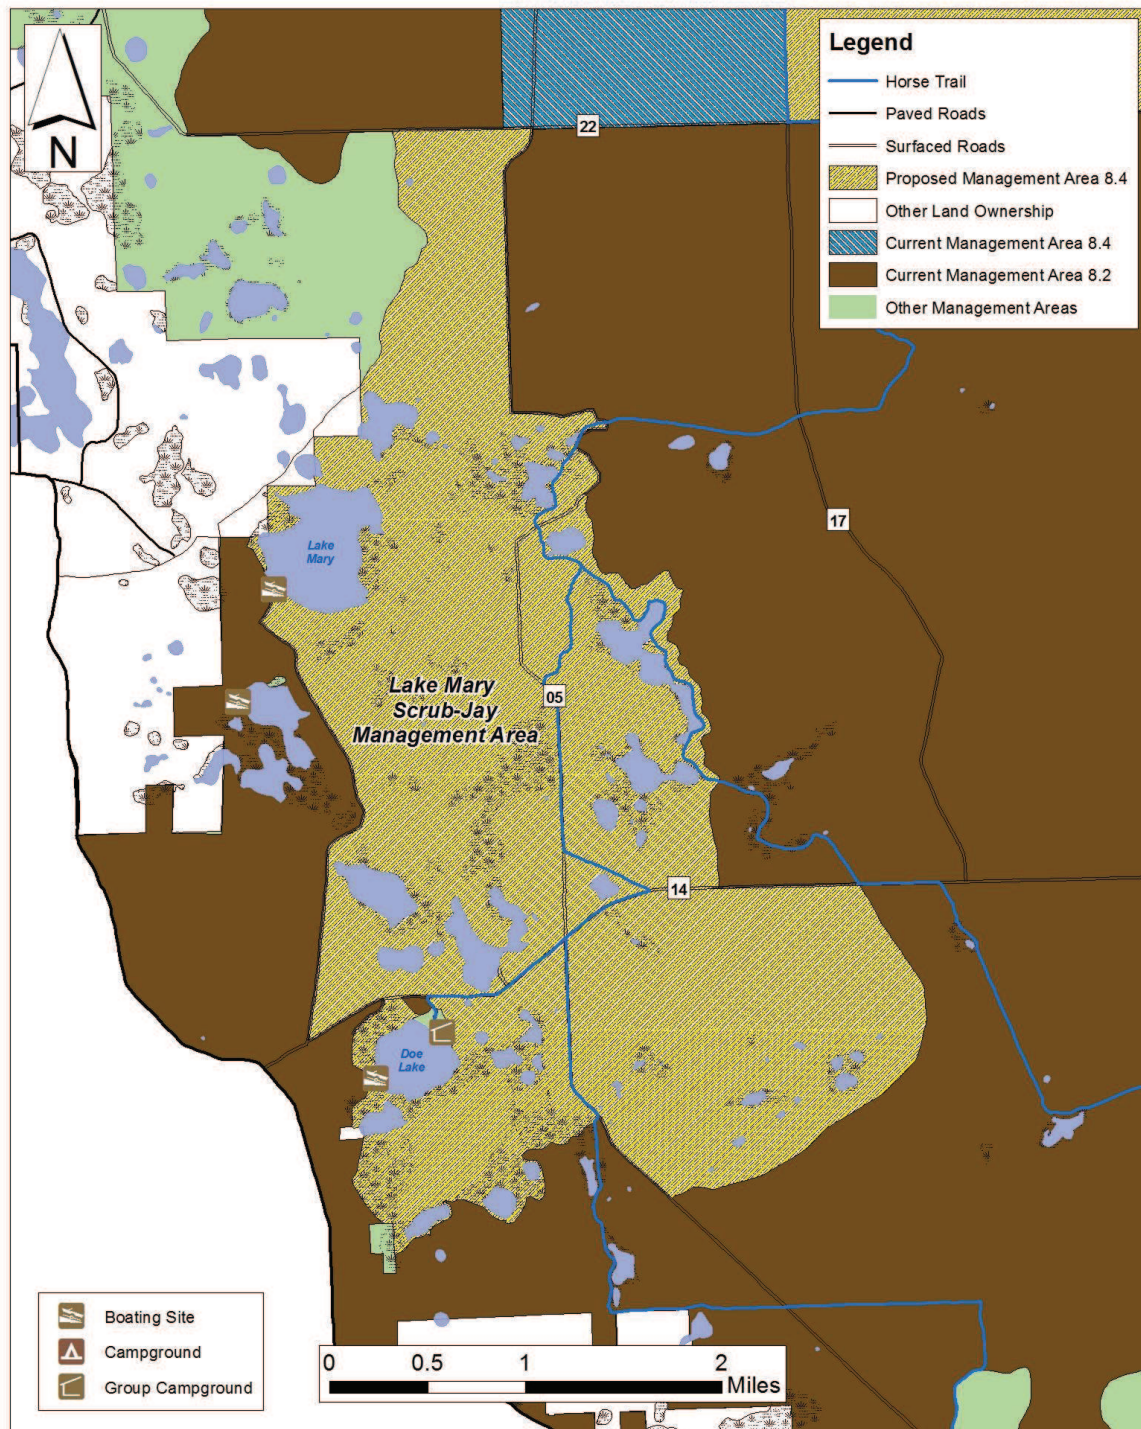 N
22
Legend
Horse Trail
Paved Roads
Surfaced Roads
Proposed Management Area 8.4
Other Land Ownership
Current Management Area 8.4
Current Management Area 8.2
Other Management Areas
17
Lake
Mary
Lake Mary
Scrub-Jay
Management Area
05
14
Doe
Lake
Boating Site
Campground
Group Campground
0 0.5 1 2
Miles